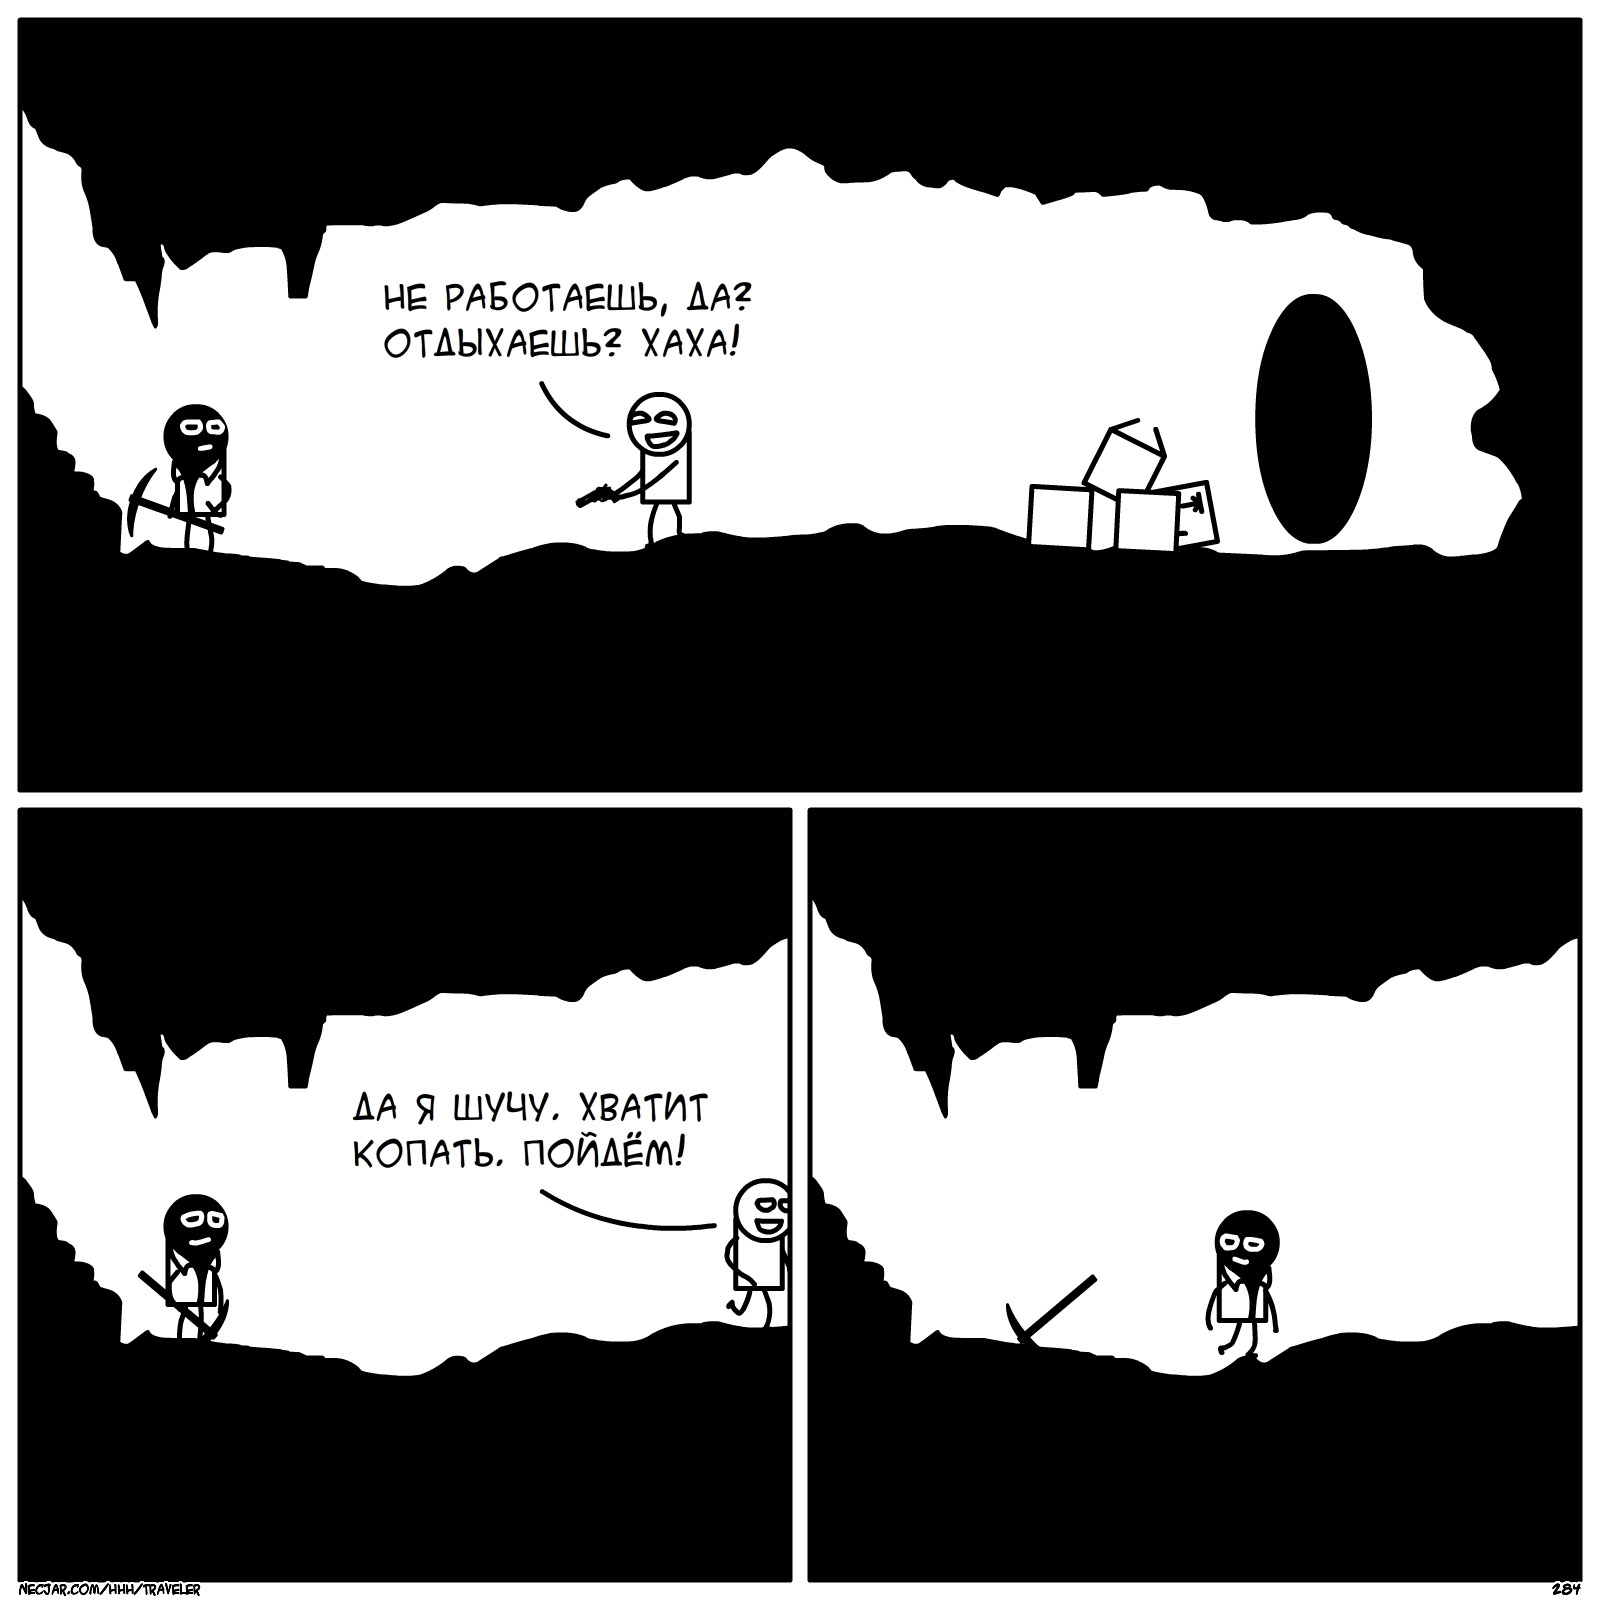 НЕ РАБОТАЕШЬ, ДА?
ОТДЫХАЕШЬ? ХАХА!
ДА Я ШУЧУ. ХВАТИТ
КОПАТЬ. ПОЙДЁМ!
NECJAR.COM/HHH/TRAVELER
284